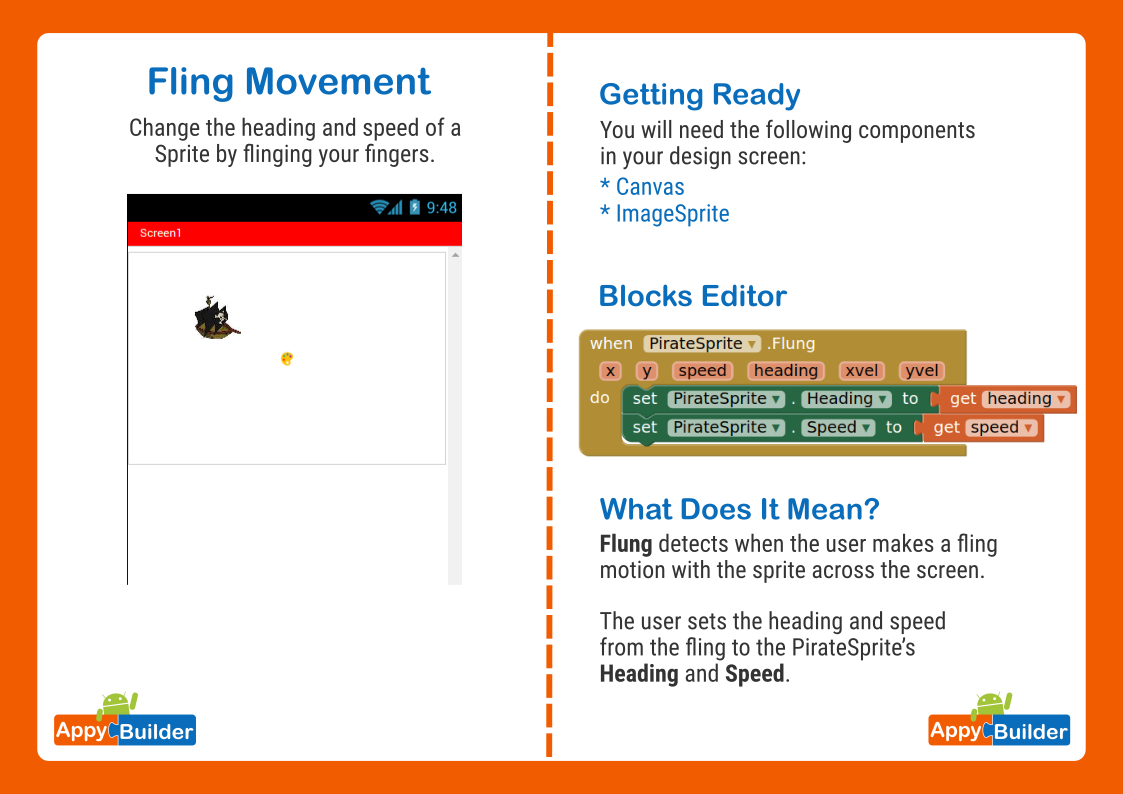 Fling Movement
Change the heading and speed of a
Sprite by flinging your fingers.
9:48
Screen1
Appy Builder
Getting Ready
You will need the following components
in your design screen:
* Canvas
* ImageSprite
Blocks Editor
when PirateSprite .Flung
x y speed heading xvel yvel
do set PirateSprite . Heading to get heading
set PirateSprite . Speed to get speed
What Does It Mean?
Flung detects when the user makes a fling
motion with the sprite across the screen.
The user sets the heading and speed
from the fling to the PirateSprite’s
Heading and Speed.
Appy Builder